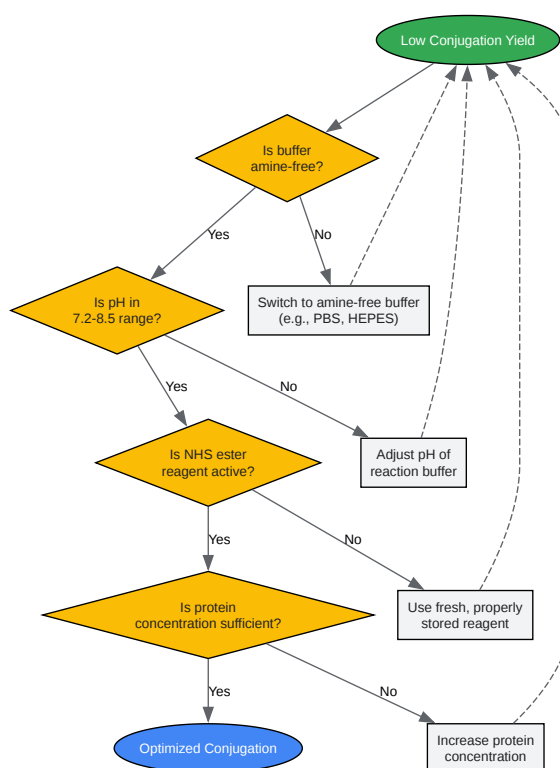 Low Conjugation Yield
Is buffer
amine-free?
Yes
No
Is pH in
7.2-8.5 range?
Switch to amine-free buffer
(e.g., PBS, HEPES)
Yes
No
Is NHS ester
reagent active?
Adjust pH of
reaction buffer
Yes
No
Is protein
concentration sufficient?
Use fresh, properly
stored reagent
Yes
No
Optimized Conjugation
Increase protein
concentration